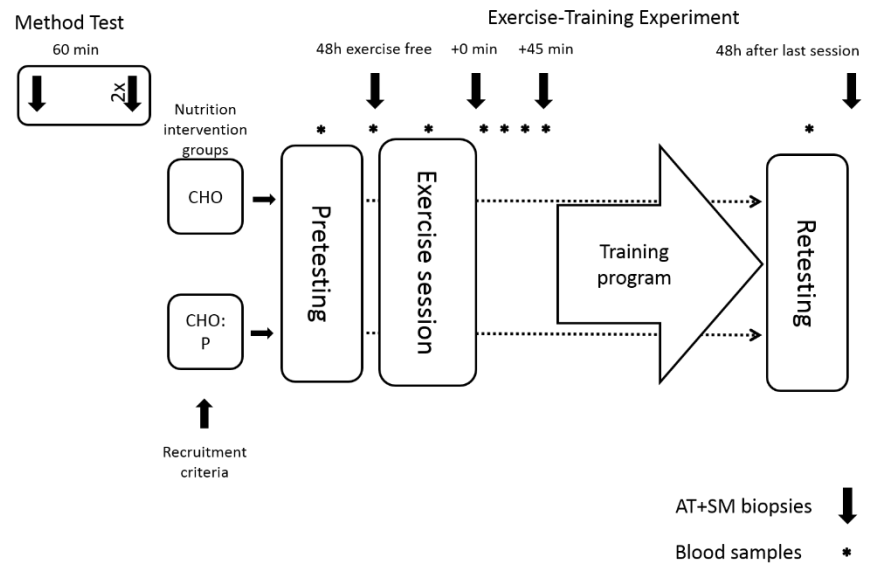 Method Test
Exercise-Training Experiment
60 min
48h exercise free
+0 min
+45 min
48h after last session
2x
Nutrition
intervention
groups
* * * * * * * *
CHO
CHO:
P
Pretesting
Exercise session
Training
program
Retesting
Recruitment
criteria
AT+SM biopsies
Blood samples *